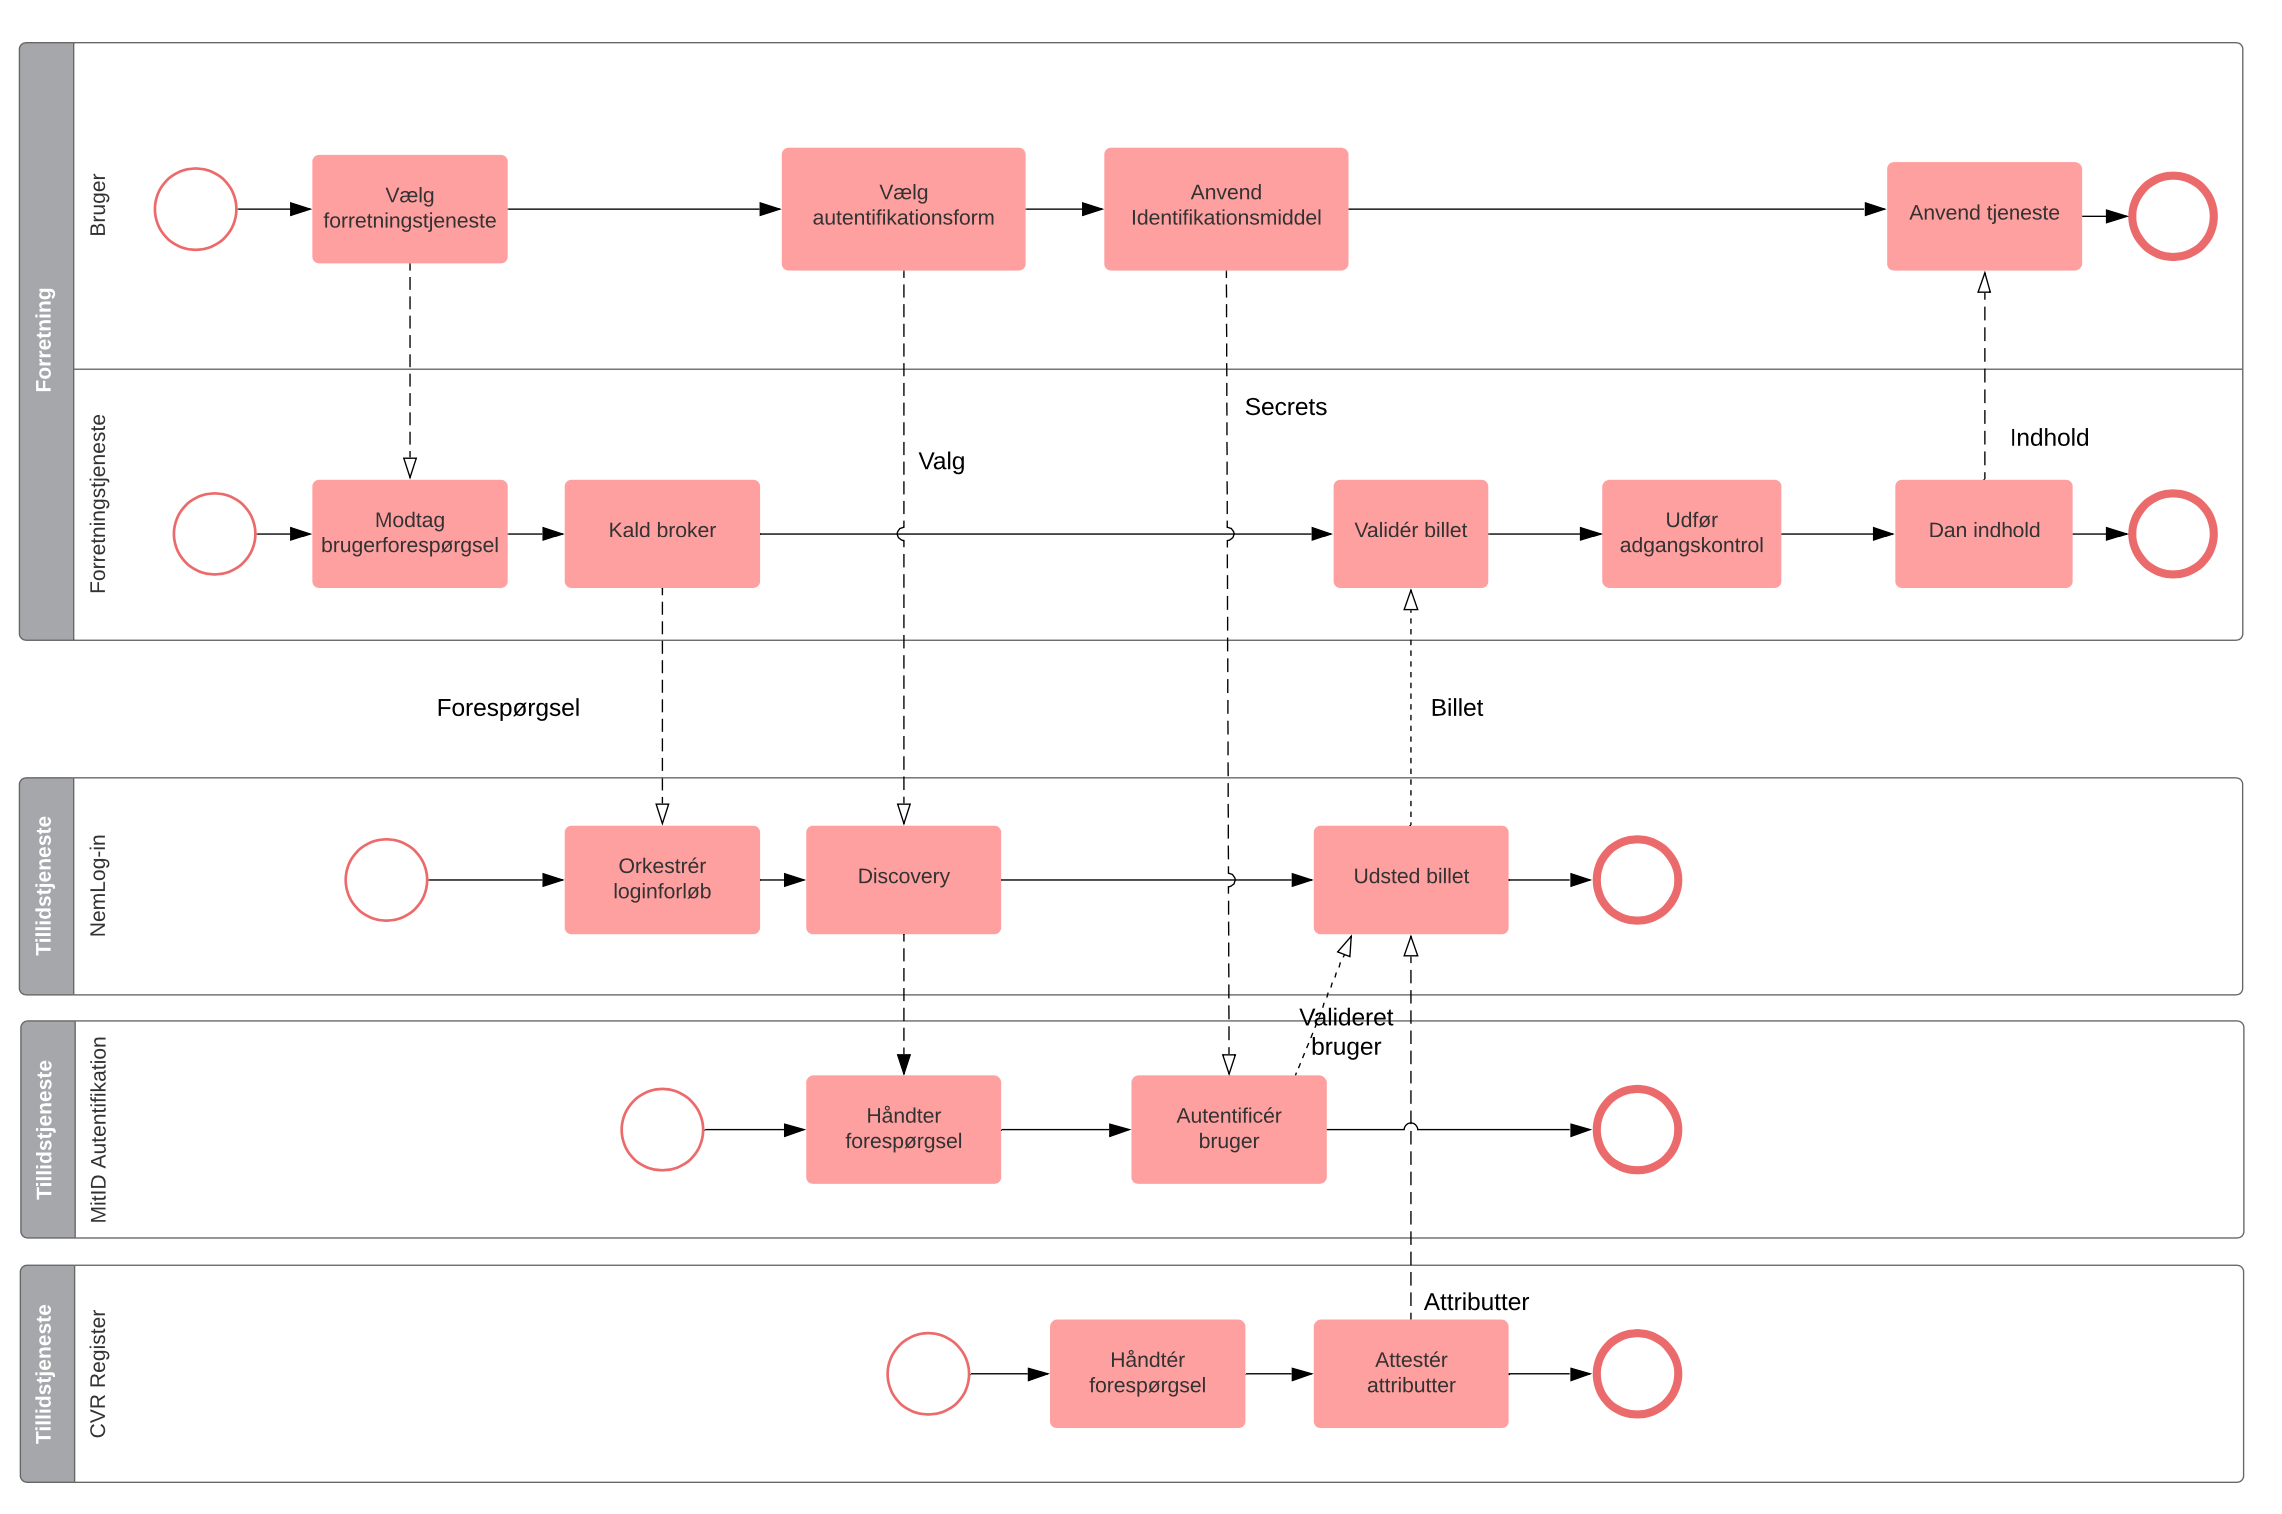 Forretning
Bruger
Vælg
forretningstjeneste
Vælg
autentifikationsform
Anvend
Identifikationsmiddel
Anvend tjeneste
Forretningstjeneste
Secrets
Indhold
Valg
Modtag
brugerforespørgsel
Kald broker
Validér billet
Udfør
adgangskontrol
Dan indhold
Forespørgsel
Billet
Tillidstjeneste
NemLog-in
Orkestrér
loginforløb
Discovery
Udsted billet
Valideret
bruger
Tillidstjeneste
MitID Autentifikation
Håndter
forespørgsel
Autentificér
bruger
Attributter
Tillidstjeneste
CVR Register
Håndtér
forespørgsel
Attestér
attributter